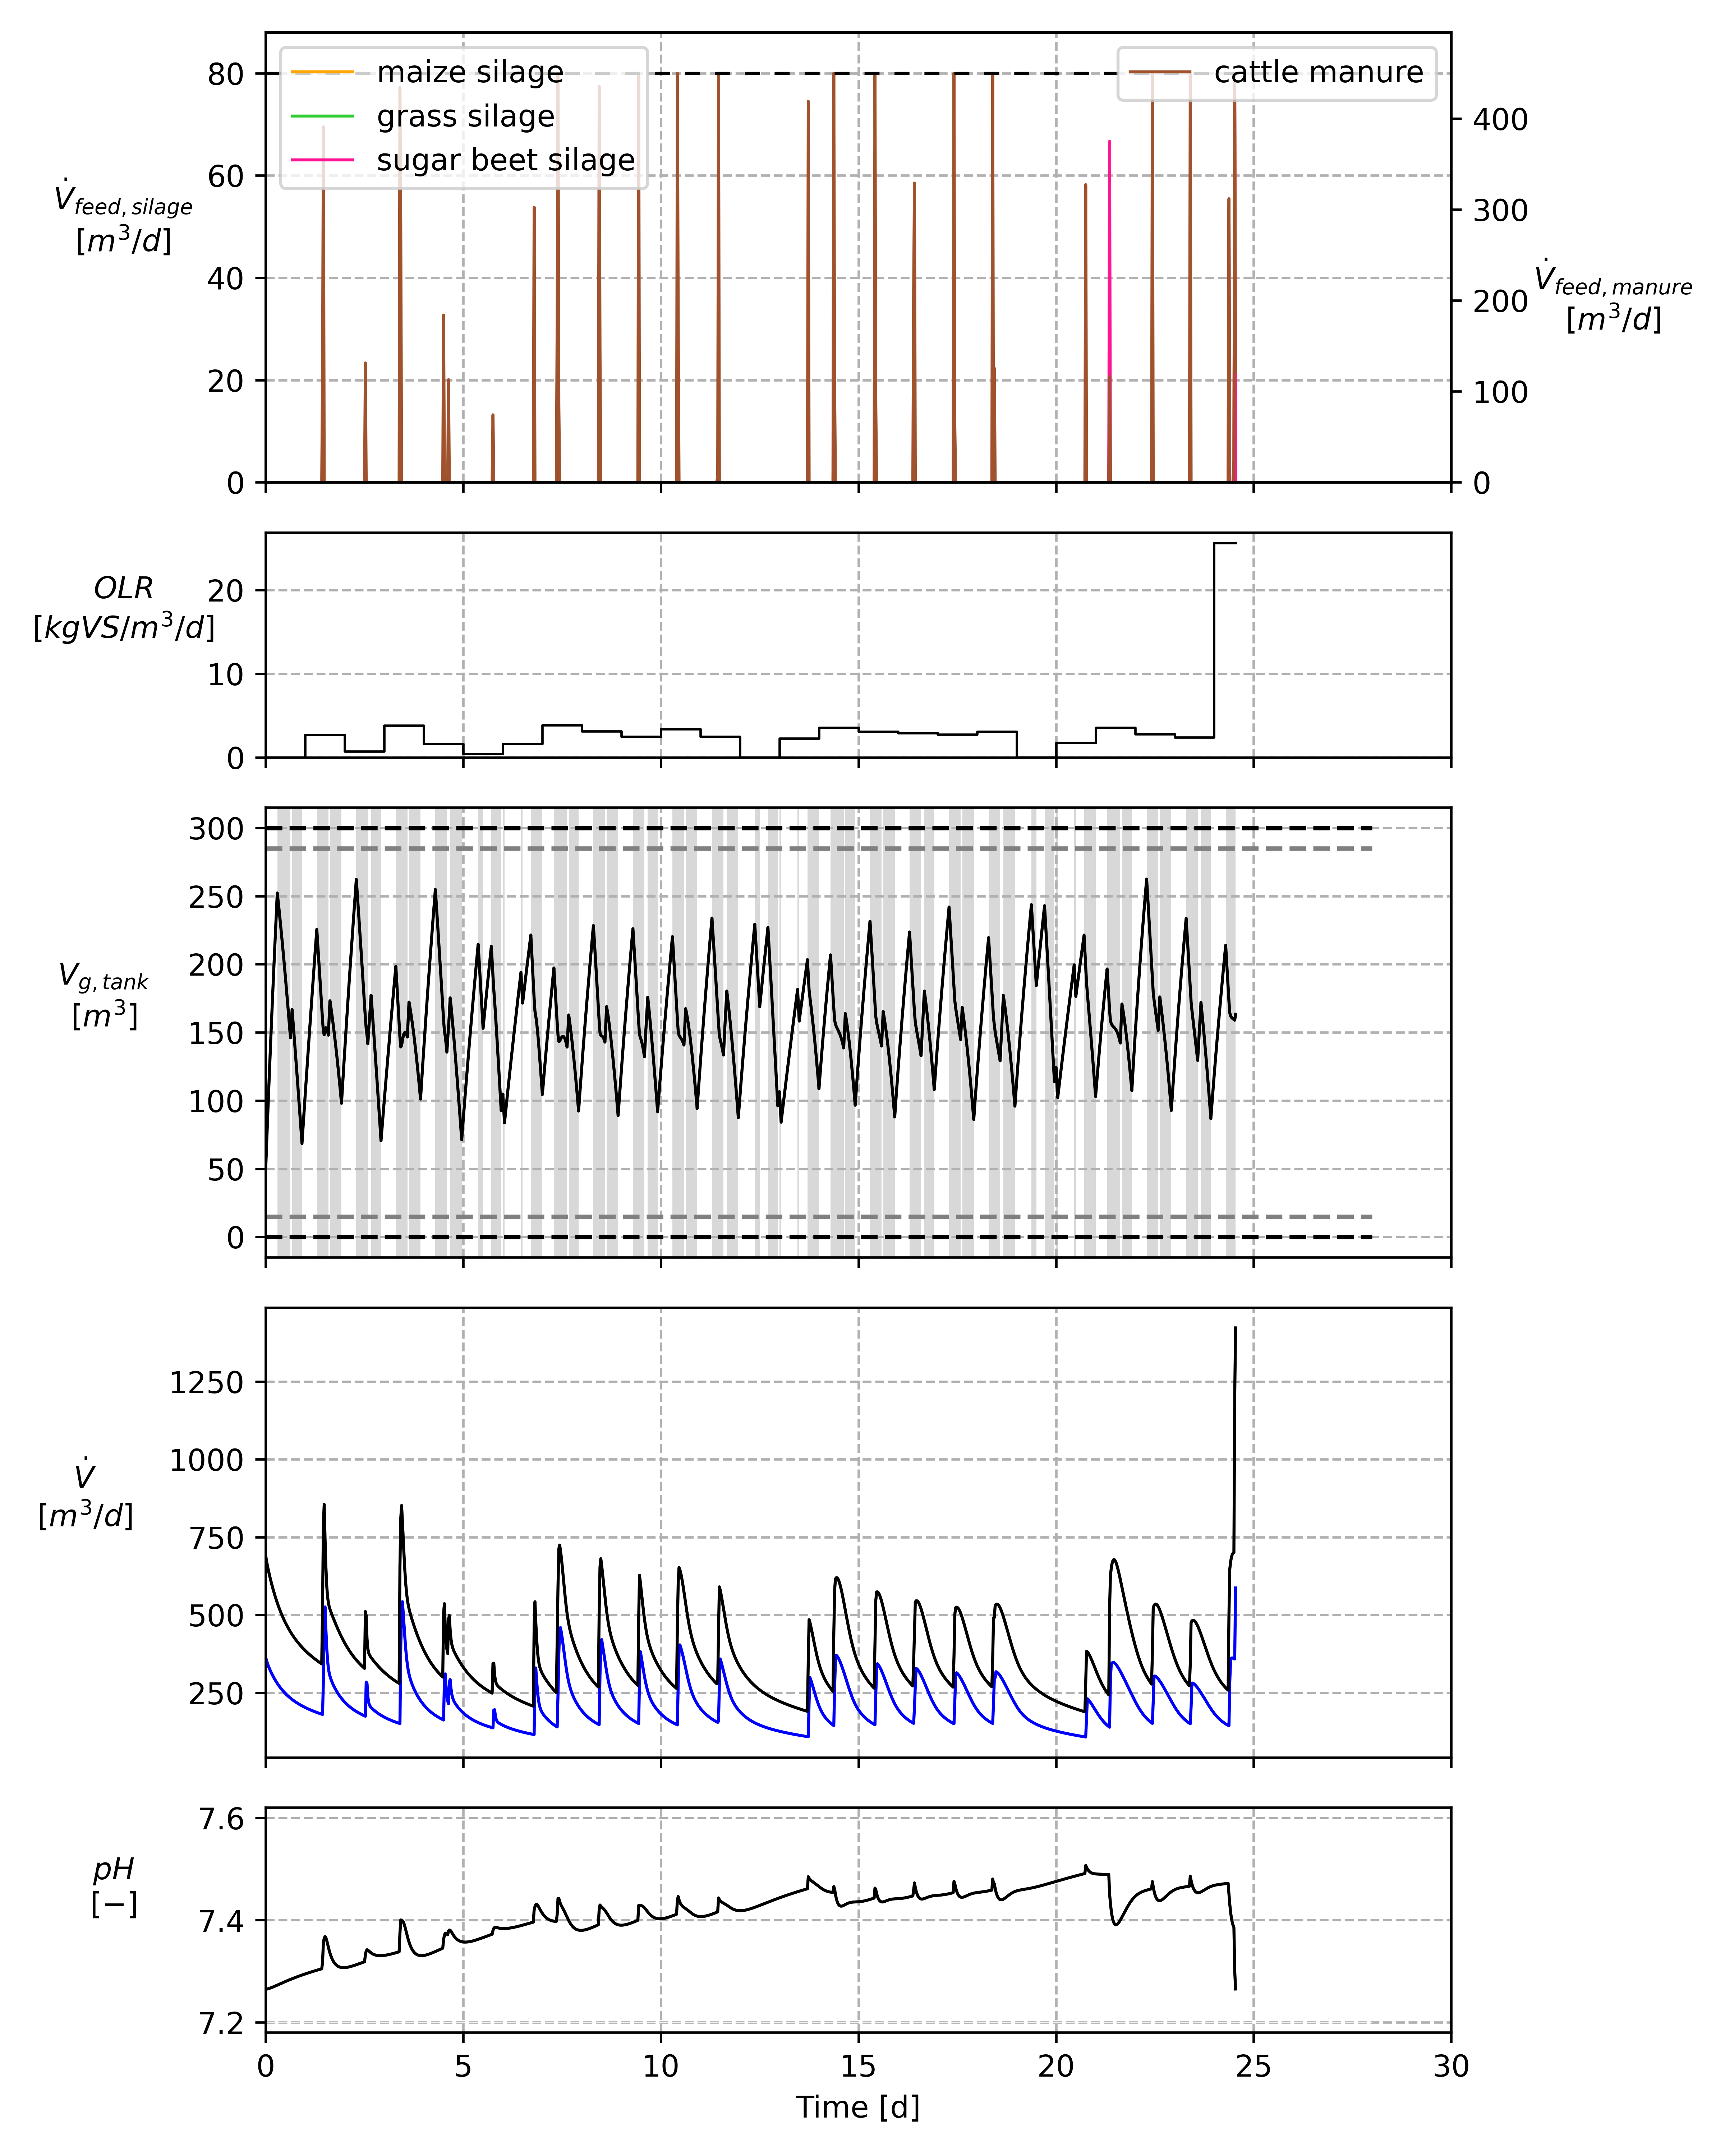 maize silage
grass silage
sugar beet silage
cattle manure
80
60
40
20
0
400
300
200
100
0
V̇feed, silage
[m³/d]
V̇feed, manure
[m³/d]
OLR
[kgVS/m³/d]
20
10
0
Vg, tank
[m³]
300
250
200
150
100
50
0
V̇
[m³/d]
1250
1000
750
500
250
pH
[−]
7.6
7.4
7.2
0 5 10 15 20 25 30
Time [d]